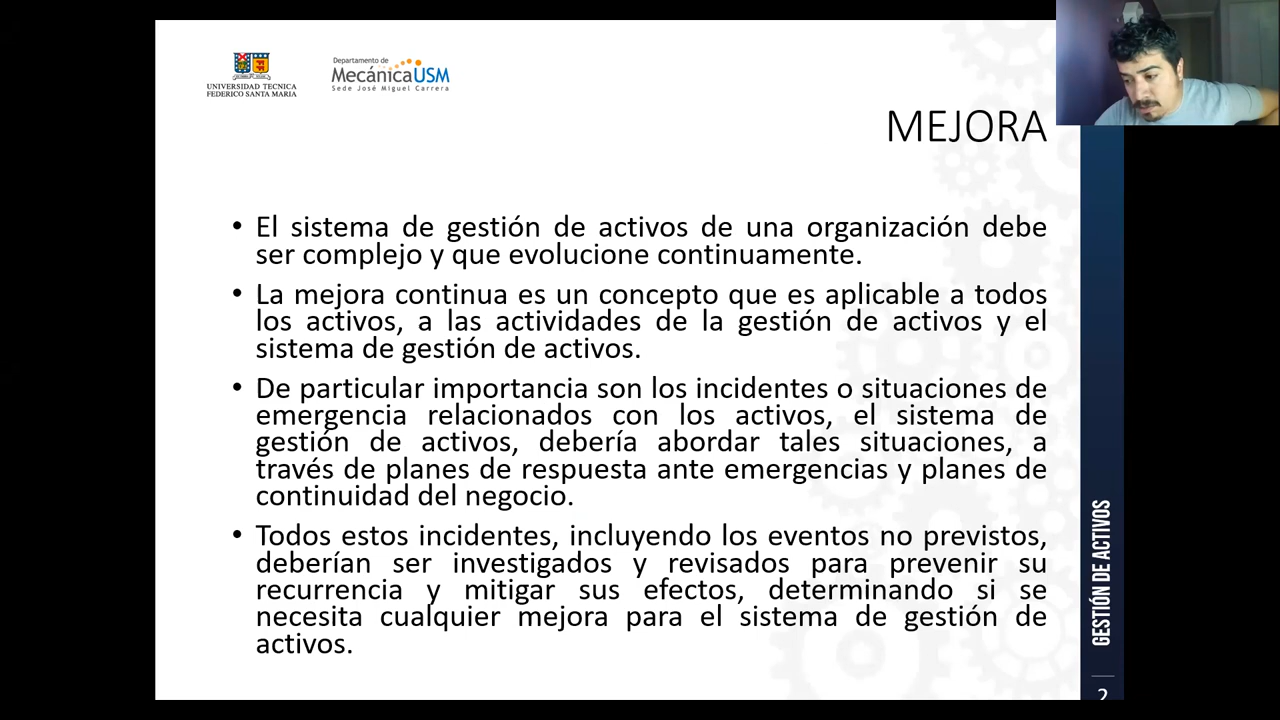 UNIVERSIDAD TECNICA
FEDERICO SANTA MARIA
Departamento de
MecánicaUSM
Sede José Miguel Carrera
MEJORA
• El sistema de gestión de activos de una organización debe
ser complejo y que evolucione continuamente.
• La mejora continua es un concepto que es aplicable a todos
los activos, a las actividades de la gestión de activos y el
sistema de gestión de activos.
• De particular importancia son los incidentes o situaciones de
emergencia relacionados con los activos, el sistema de
gestión de activos, debería abordar tales situaciones, a
través de planes de respuesta ante emergencias y planes de
continuidad del negocio.
• Todos estos incidentes, incluyendo los eventos no previstos,
deberían ser investigados y revisados para prevenir su
recurrencia y mitigar sus efectos, determinando si se
necesita cualquier mejora para el sistema de gestión de
activos.
GESTIÓN DE ACTIVOS
2